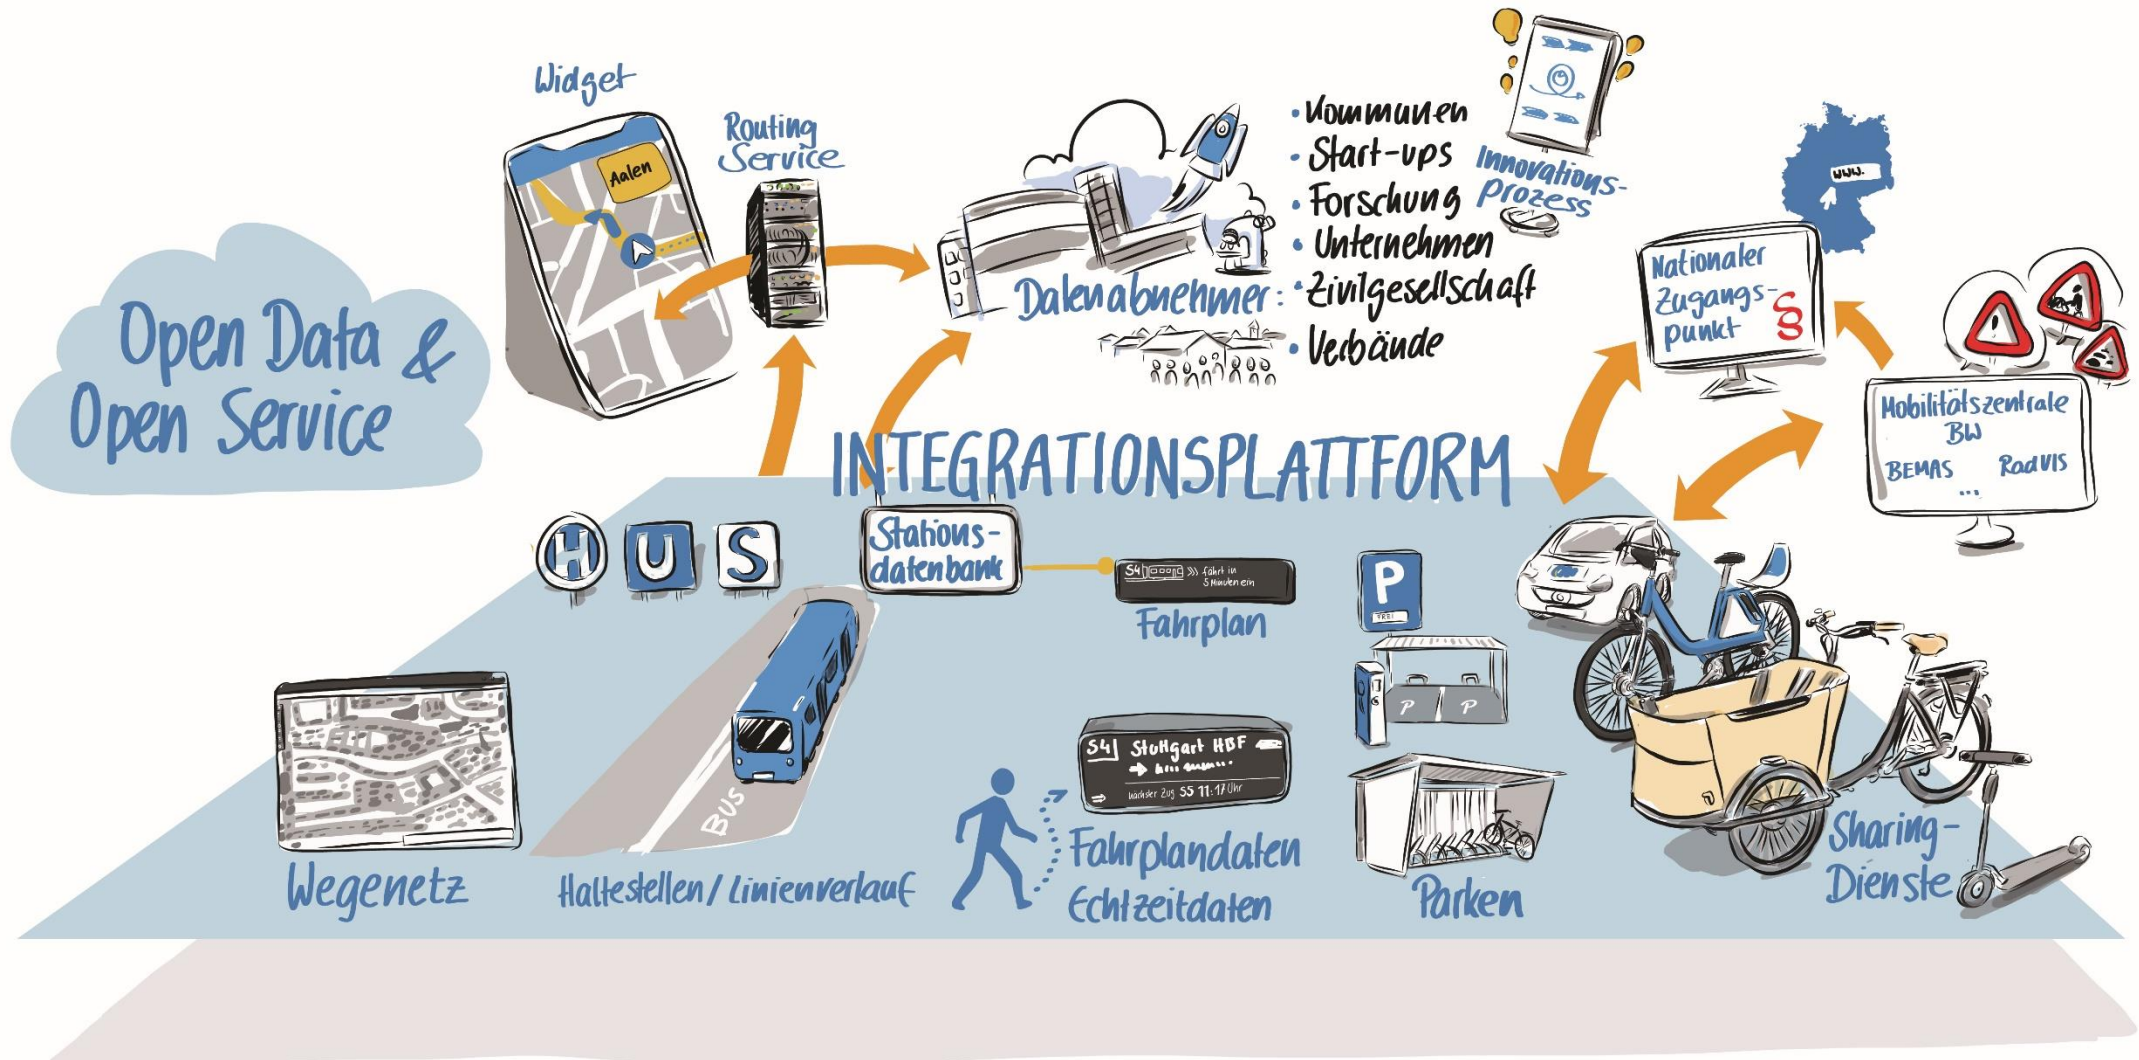 Widget
Aalen
Routing
Service
Open Data &
Open Service
Datenabnehmer:
• Kommunen
• Start-ups
• Forschung
• Unternehmen
• Zivilgesellschaft
• Verbände
Innovations-
Prozess
www.
Nationaler
Zugangs-
punkt
§
Mobilitätszentrale
BW
BEMAS RadVIS
...
INTEGRATIONSPLATTFORM
H U S
Stations-
datenbank
S4 >>> fährt in
5 Minuten ein
Fahrplan
P
FREI
P P
BUS
S4 Stuttgart HBF
nächster Zug S5 11:17 Uhr
Wegenetz
Haltestellen / Linienverlauf
Fahrplandaten
Echtzeitdaten
Parken
Sharing-
Dienste